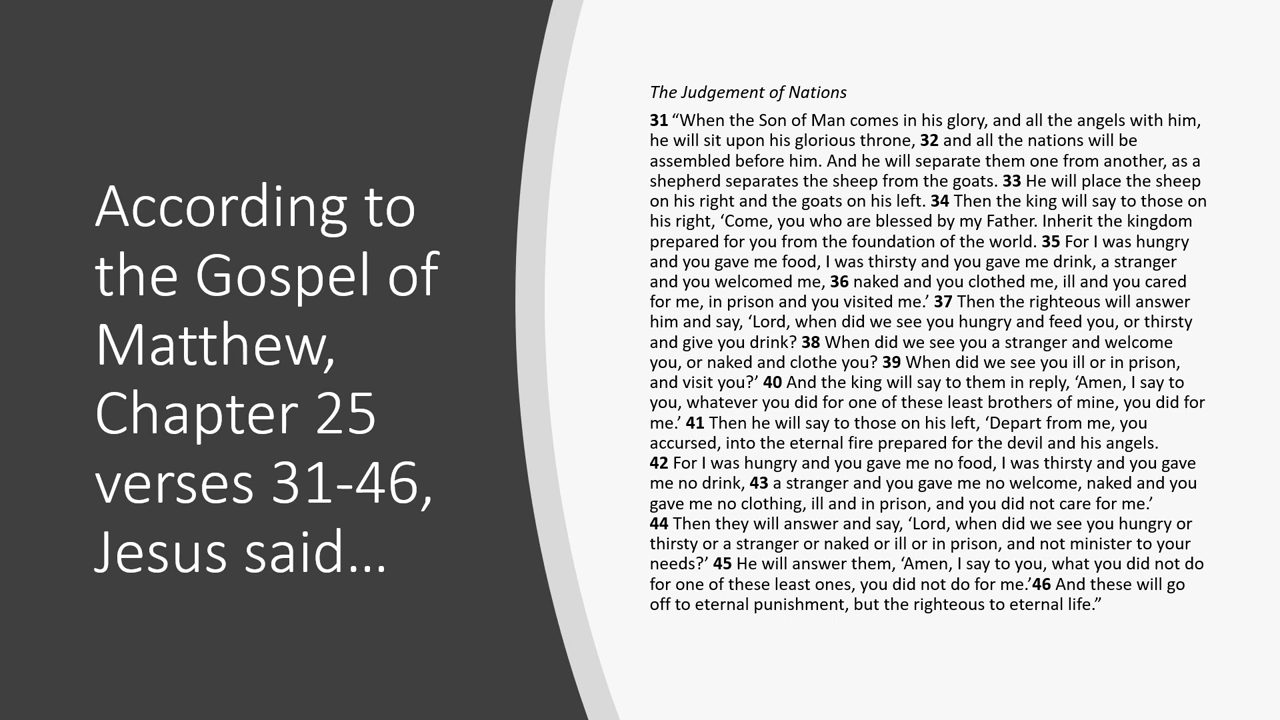 According to
the Gospel of
Matthew,
Chapter 25
verses 31-46,
Jesus said…
The Judgement of Nations
31 “When the Son of Man comes in his glory, and all the angels with him,
he will sit upon his glorious throne, 32 and all the nations will be
assembled before him. And he will separate them one from another, as a
shepherd separates the sheep from the goats. 33 He will place the sheep
on his right and the goats on his left. 34 Then the king will say to those on
his right, ‘Come, you who are blessed by my Father. Inherit the kingdom
prepared for you from the foundation of the world. 35 For I was hungry
and you gave me food, I was thirsty and you gave me drink, a stranger
and you welcomed me, 36 naked and you clothed me, ill and you cared
for me, in prison and you visited me.’ 37 Then the righteous will answer
him and say, ‘Lord, when did we see you hungry and feed you, or thirsty
and give you drink? 38 When did we see you a stranger and welcome
you, or naked and clothe you? 39 When did we see you ill or in prison,
and visit you?’ 40 And the king will say to them in reply, ‘Amen, I say to
you, whatever you did for one of these least brothers of mine, you did for
me.’ 41 Then he will say to those on his left, ‘Depart from me, you
accursed, into the eternal fire prepared for the devil and his angels.
42 For I was hungry and you gave me no food, I was thirsty and you gave
me no drink, 43 a stranger and you gave me no welcome, naked and you
gave me no clothing, ill and in prison, and you did not care for me.’
44 Then they will answer and say, ‘Lord, when did we see you hungry or
thirsty or a stranger or naked or ill or in prison, and not minister to your
needs?’ 45 He will answer them, ‘Amen, I say to you, what you did not do
for one of these least ones, you did not do for me.’46 And these will go
off to eternal punishment, but the righteous to eternal life.”